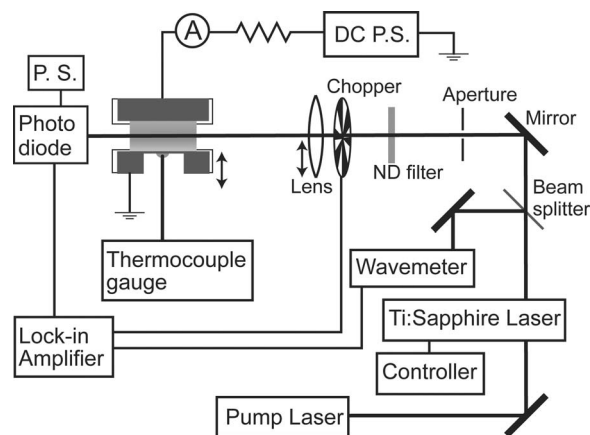 A
DC P.S.
P. S.
Photo
diode
Chopper
Lens
ND filter
Aperture
Mirror
Beam
splitter
Thermocouple
gauge
Wavemeter
Ti:Sapphire Laser
Lock-in
Amplifier
Controller
Pump Laser